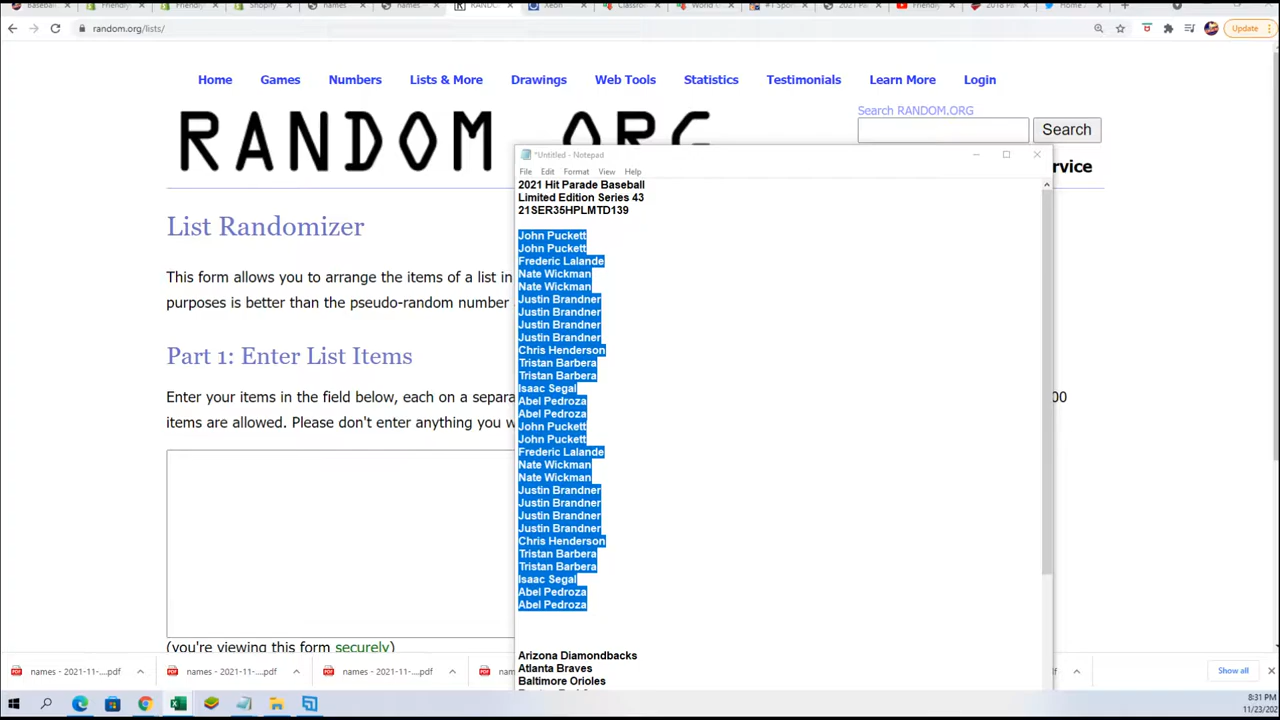 Shopify
names
names
Xeon
random.org/lists/
Update
Home Games Numbers Lists & More Drawings Web Tools Statistics Testimonials Learn More Login
Search RANDOM.ORG
RANDOM.ORG
Search
*Untitled - Notepad
File Edit Format View Help
2021 Hit Parade Baseball
Limited Edition Series 43
21SER35HPLMTD139
John Puckett
John Puckett
Frederic Lalande
Nate Wickman
Nate Wickman
Justin Brandner
Justin Brandner
Justin Brandner
Justin Brandner
Chris Henderson
Tristan Barbera
Tristan Barbera
Isaac Segal
Abel Pedroza
Abel Pedroza
John Puckett
John Puckett
Frederic Lalande
Nate Wickman
Nate Wickman
Justin Brandner
Justin Brandner
Justin Brandner
Justin Brandner
Chris Henderson
Tristan Barbera
Tristan Barbera
Isaac Segal
Abel Pedroza
Abel Pedroza
Arizona Diamondbacks
Atlanta Braves
Baltimore Orioles
List Randomizer
This form allows you to arrange the items of a list in
purposes is better than the pseudo-random number
Part 1: Enter List Items
Enter your items in the field below, each on a separa
items are allowed. Please don't enter anything you w
(you're viewing this form securely)
names - 2021-11-....pdf
names - 2021-11-....pdf
names - 2021-11-....pdf
Show all
8:31 PM
11/23/202